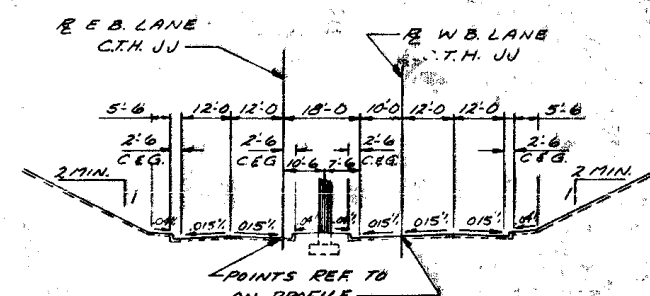 R E B. LANE
C.T.H. JJ
R W B. LANE
C.T.H. JJ
5'-6 12'-0 12'-0 18'-0 10'-0 12'-0 12'-0 5'-6
2'-6 2'-6 2'-6 2'-6
C & G. C & G. 10'-6 7'-6 C & G. C & G.
2 MIN. 2 MIN.
1 1
.04 .015 .015 .04 .04 .015 .015 .015 .04
POINTS REF. TO
ON PROFILE